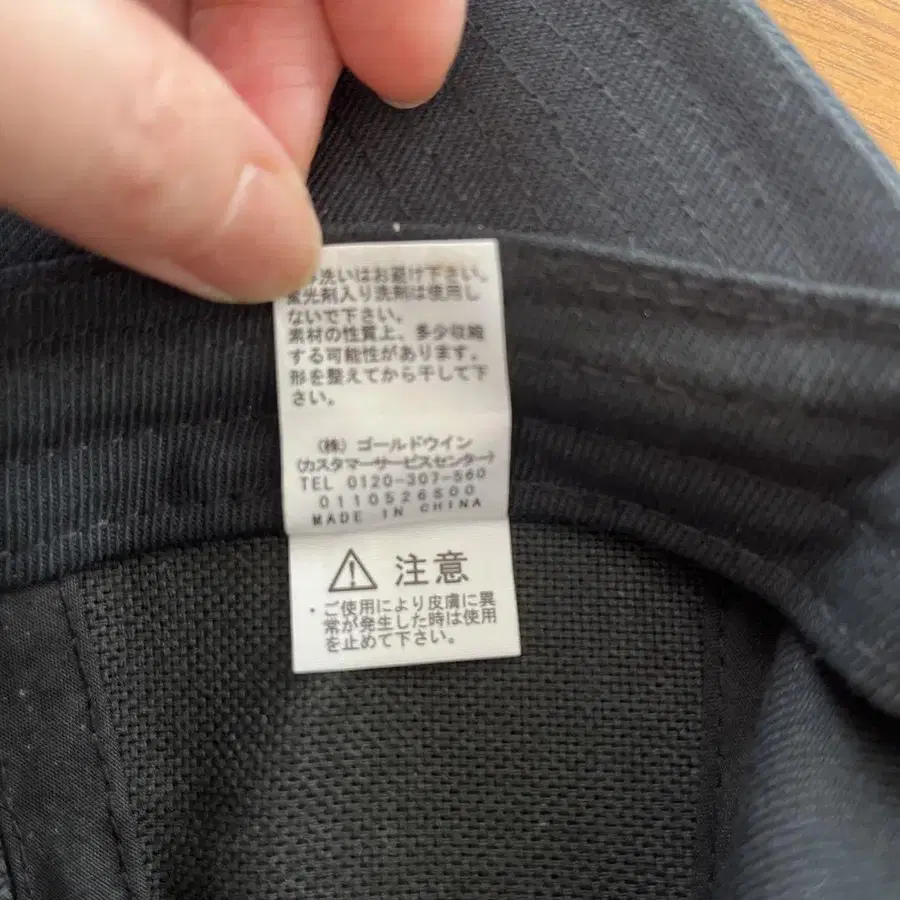 洗いはお避け下さい。
蛍光剤入り洗剤は使用し
ないで下さい。
素材の性質上、多少収縮
する可能性があります。
形を整えてから干して下
さい。
(株) ゴールドウイン
(カスタマーサービスセンター)
TEL 0120-307-560
0110526S00
MADE IN CHINA
注意
・ご使用により皮膚に異
常が発生した時は使用
を止めて下さい。